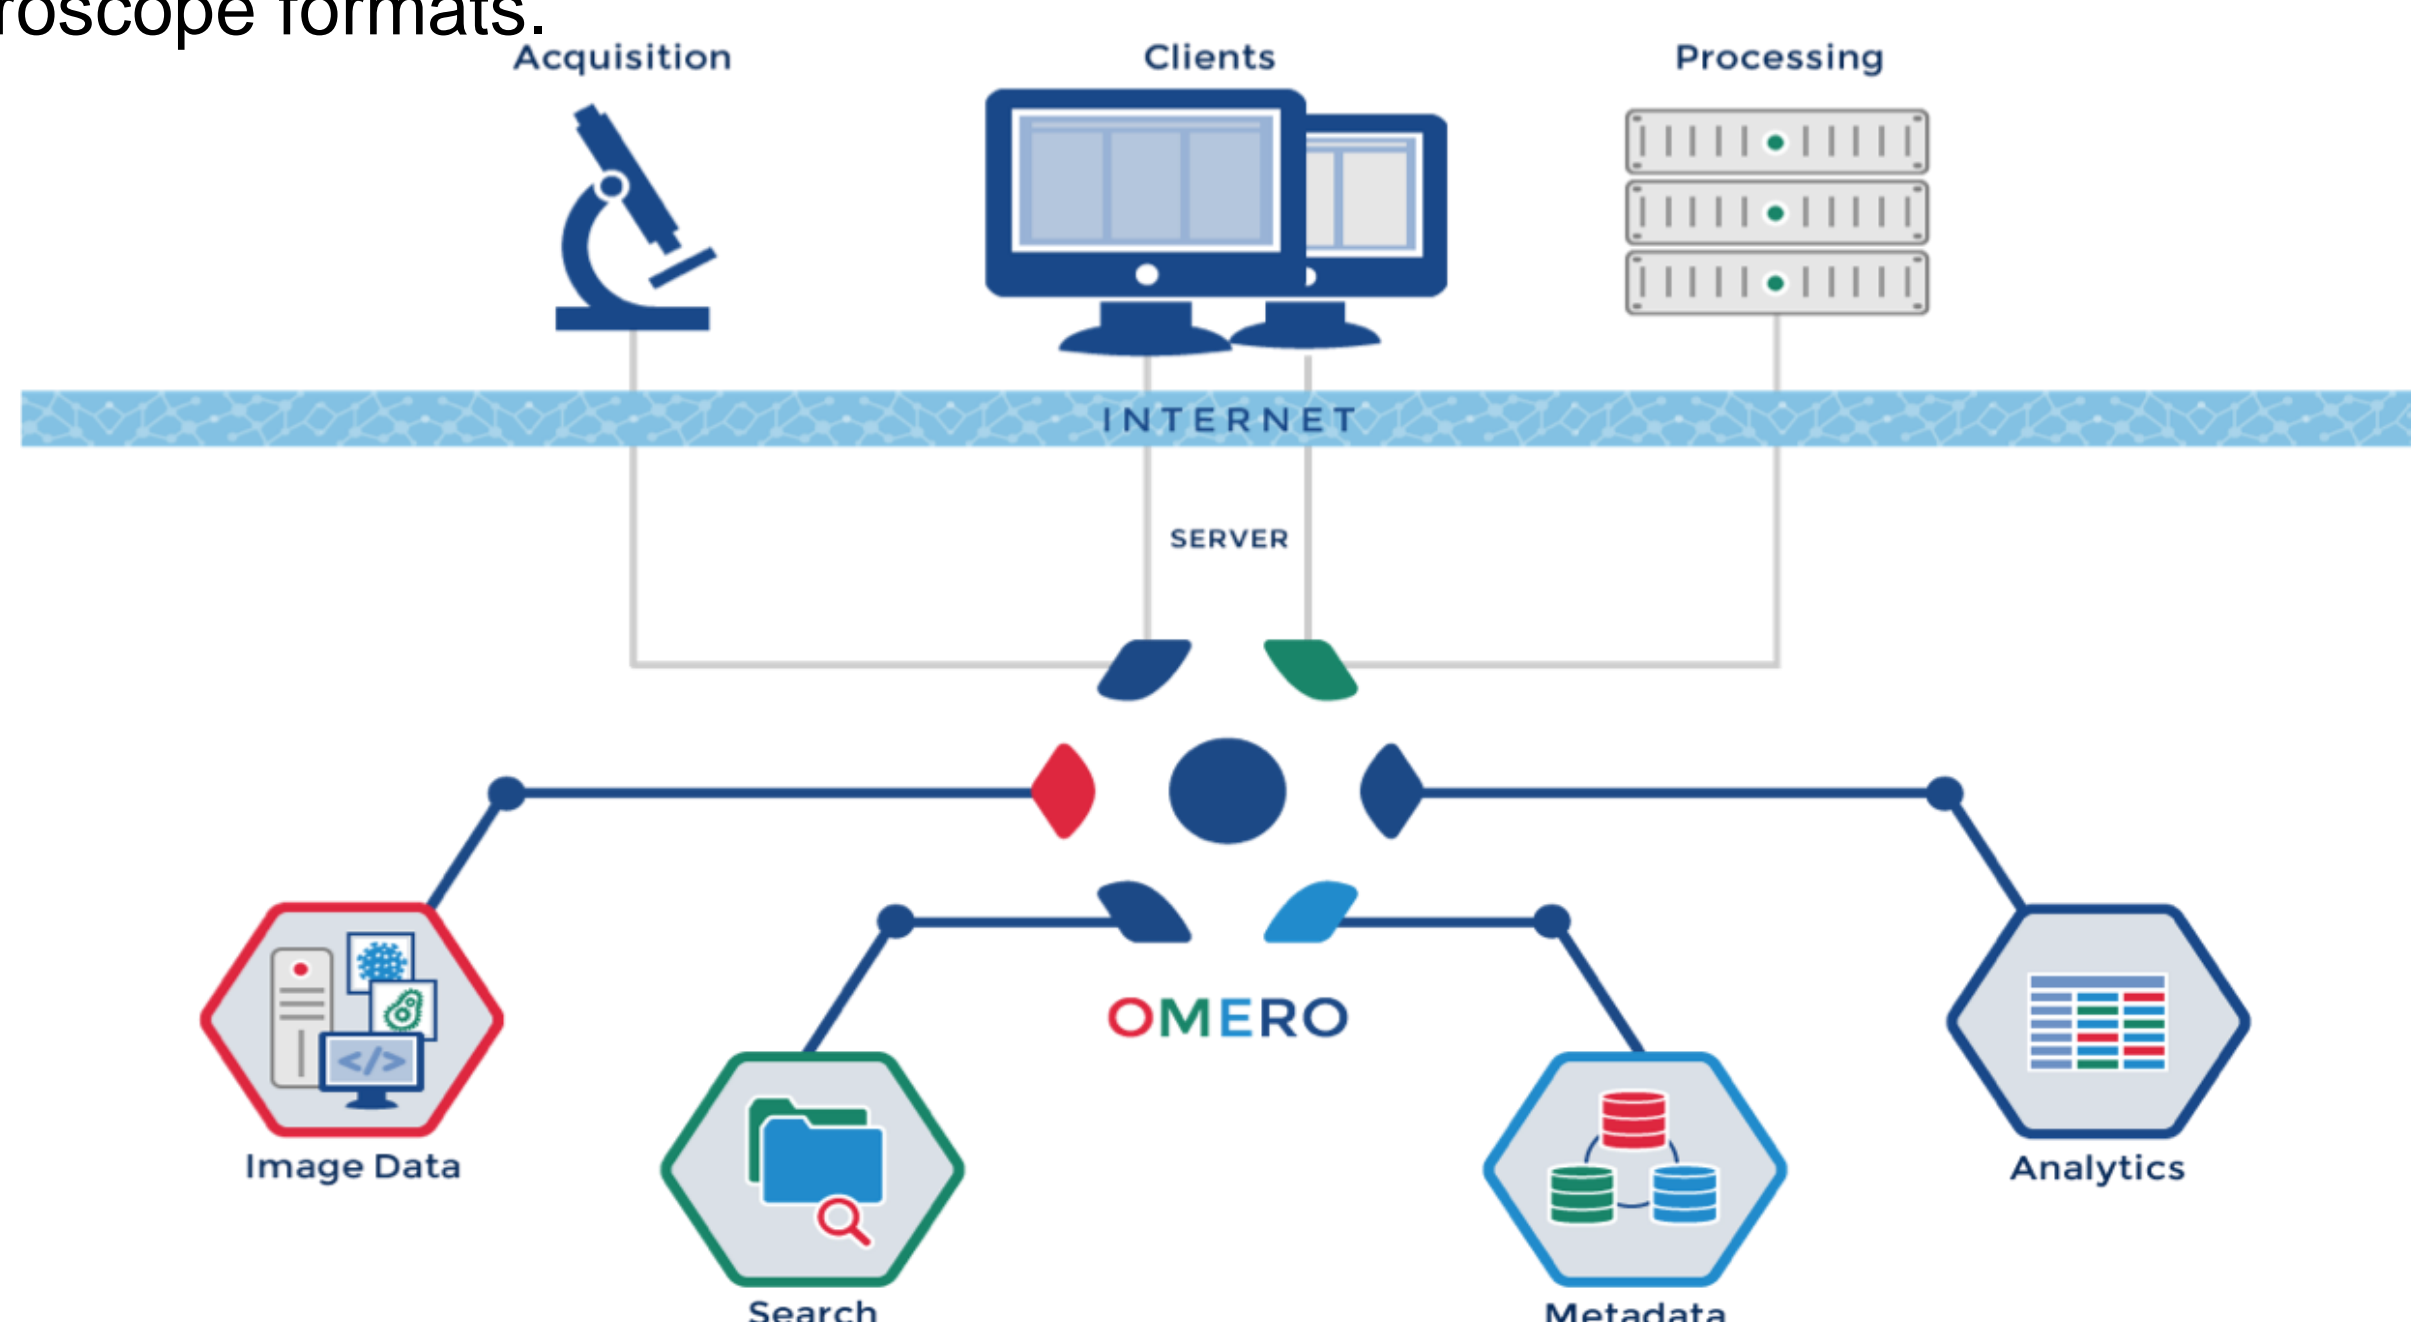 roscope formats.
Acquisition
Clients
Processing
INTERNET
SERVER
OMERO
</>
Image Data
Analytics
Search
Metadata